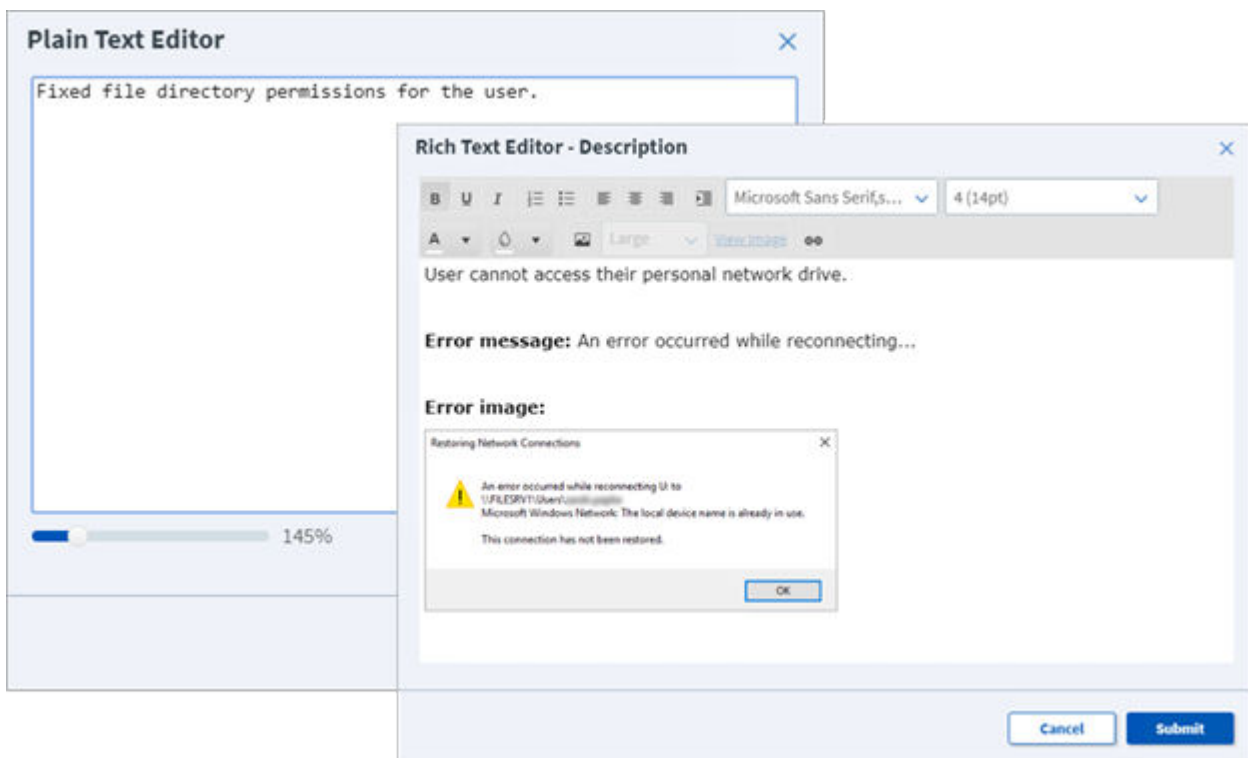 Plain Text Editor
Fixed file directory permissions for the user.
145%
Rich Text Editor - Description
B U I Microsoft Sans Serif,s... 4 (14pt)
A Large View Image
User cannot access their personal network drive.
Error message: An error occurred while reconnecting...
Error image:
Restoring Network Connections
An error occurred while reconnecting U: to
\\FILESRV1\Users\
Microsoft Windows Network: The local device name is already in use.
This connection has not been restored.
OK
Cancel Submit